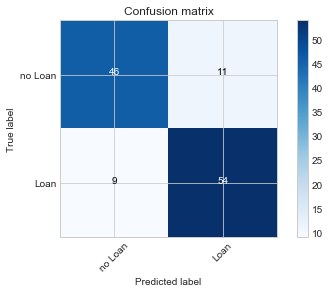 Confusion matrix
True label
no Loan
46
11
Loan
9
54
no Loan
Loan
Predicted label
50
45
40
35
30
25
20
15
10